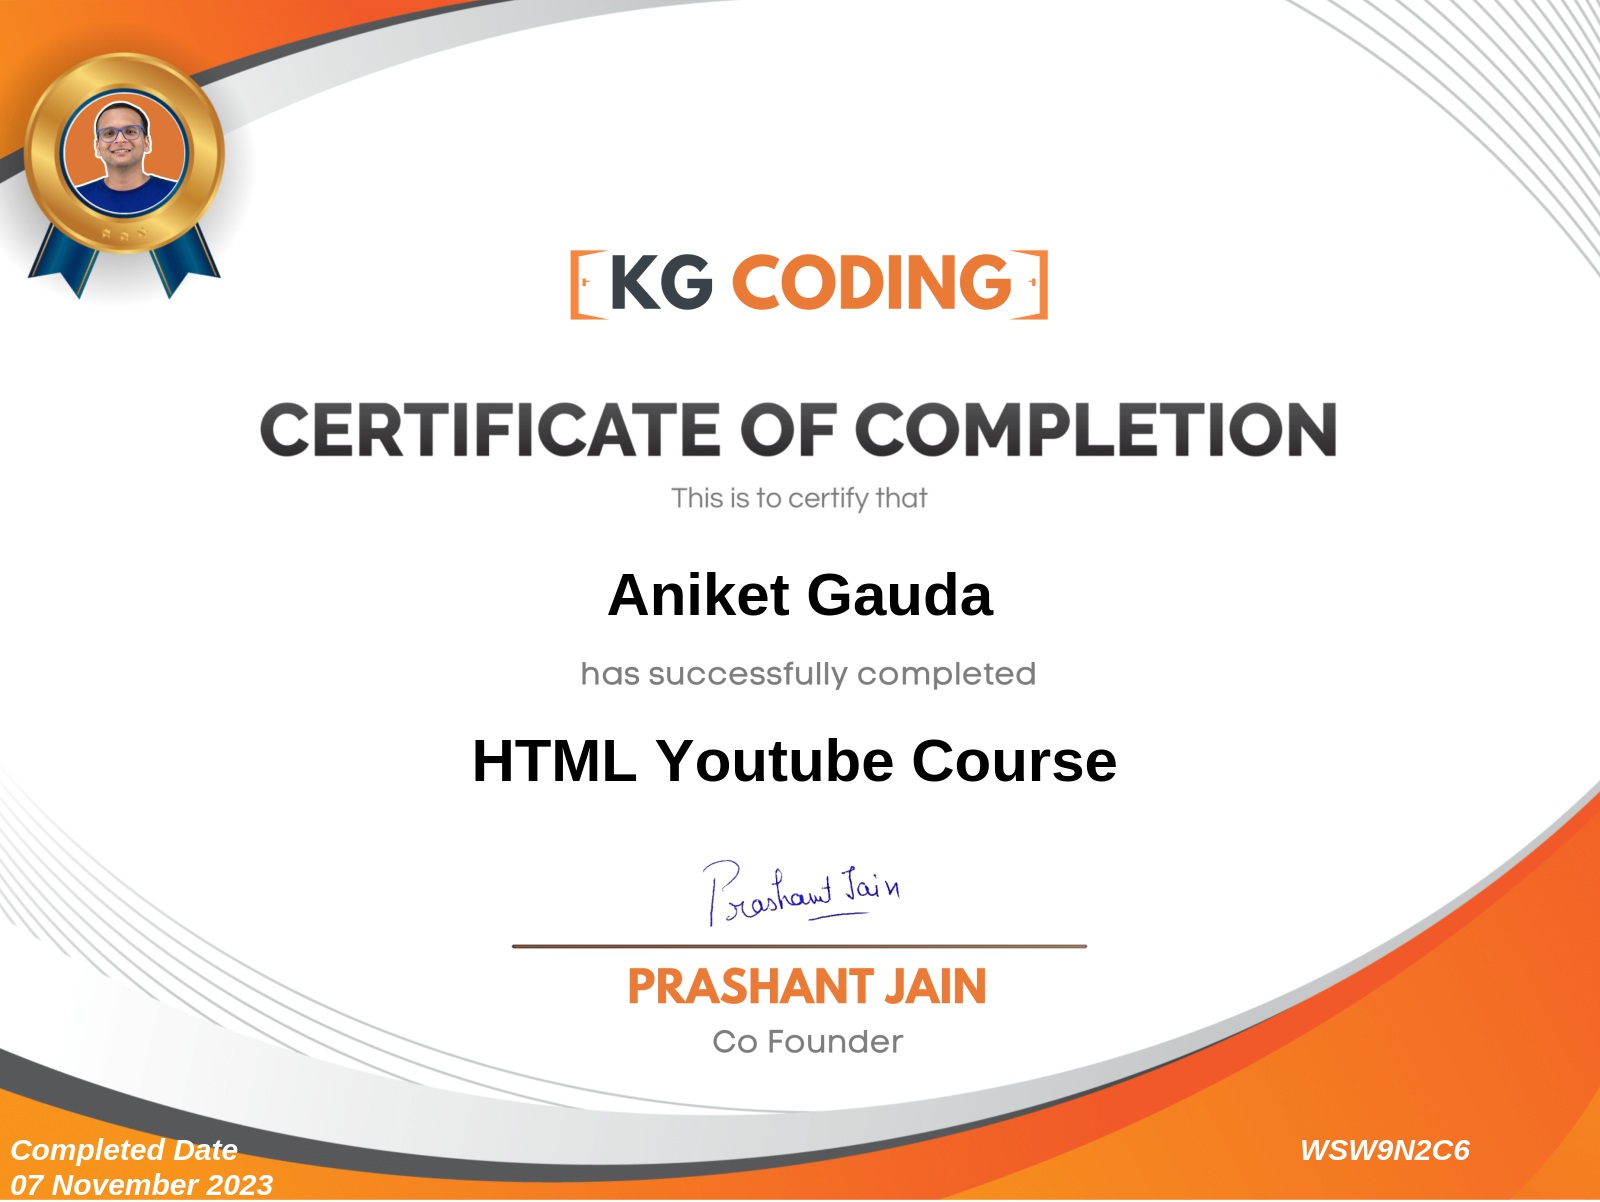 KG CODING
CERTIFICATE OF COMPLETION
This is to certify that
Aniket Gauda
has successfully completed
HTML Youtube Course
Prashant Jain
PRASHANT JAIN
Co Founder
Completed Date
07 November 2023
WSW9N2C6